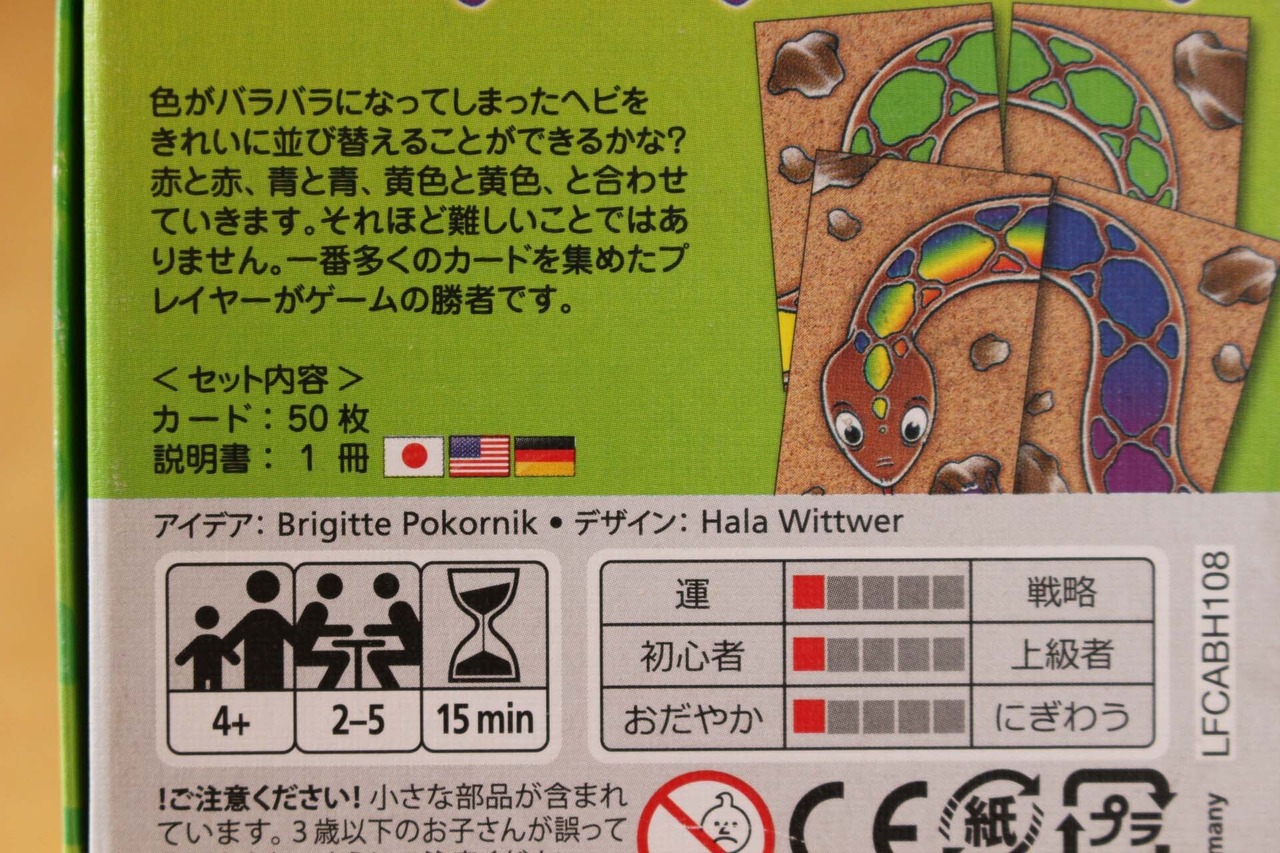 色がバラバラになってしまったヘビを
きれいに並び替えることができるかな?
赤と赤、青と青、黄色と黄色、と合わせ
ていきます。それほど難しいことではあ
りません。一番多くのカードを集めたプ
レイヤーがゲームの勝者です。
＜セット内容＞
カード：50枚
説明書：1冊
アイデア: Brigitte Pokornik • デザイン: Hala Wittwer
4+ 2–5 15 min
運 戦略
初心者 上級者
おだやか にぎわう
LFCABH108
!ご注意ください! 小さな部品が含まれ
ています。3歳以下のお子さんが誤って
CE 紙 プラ
many